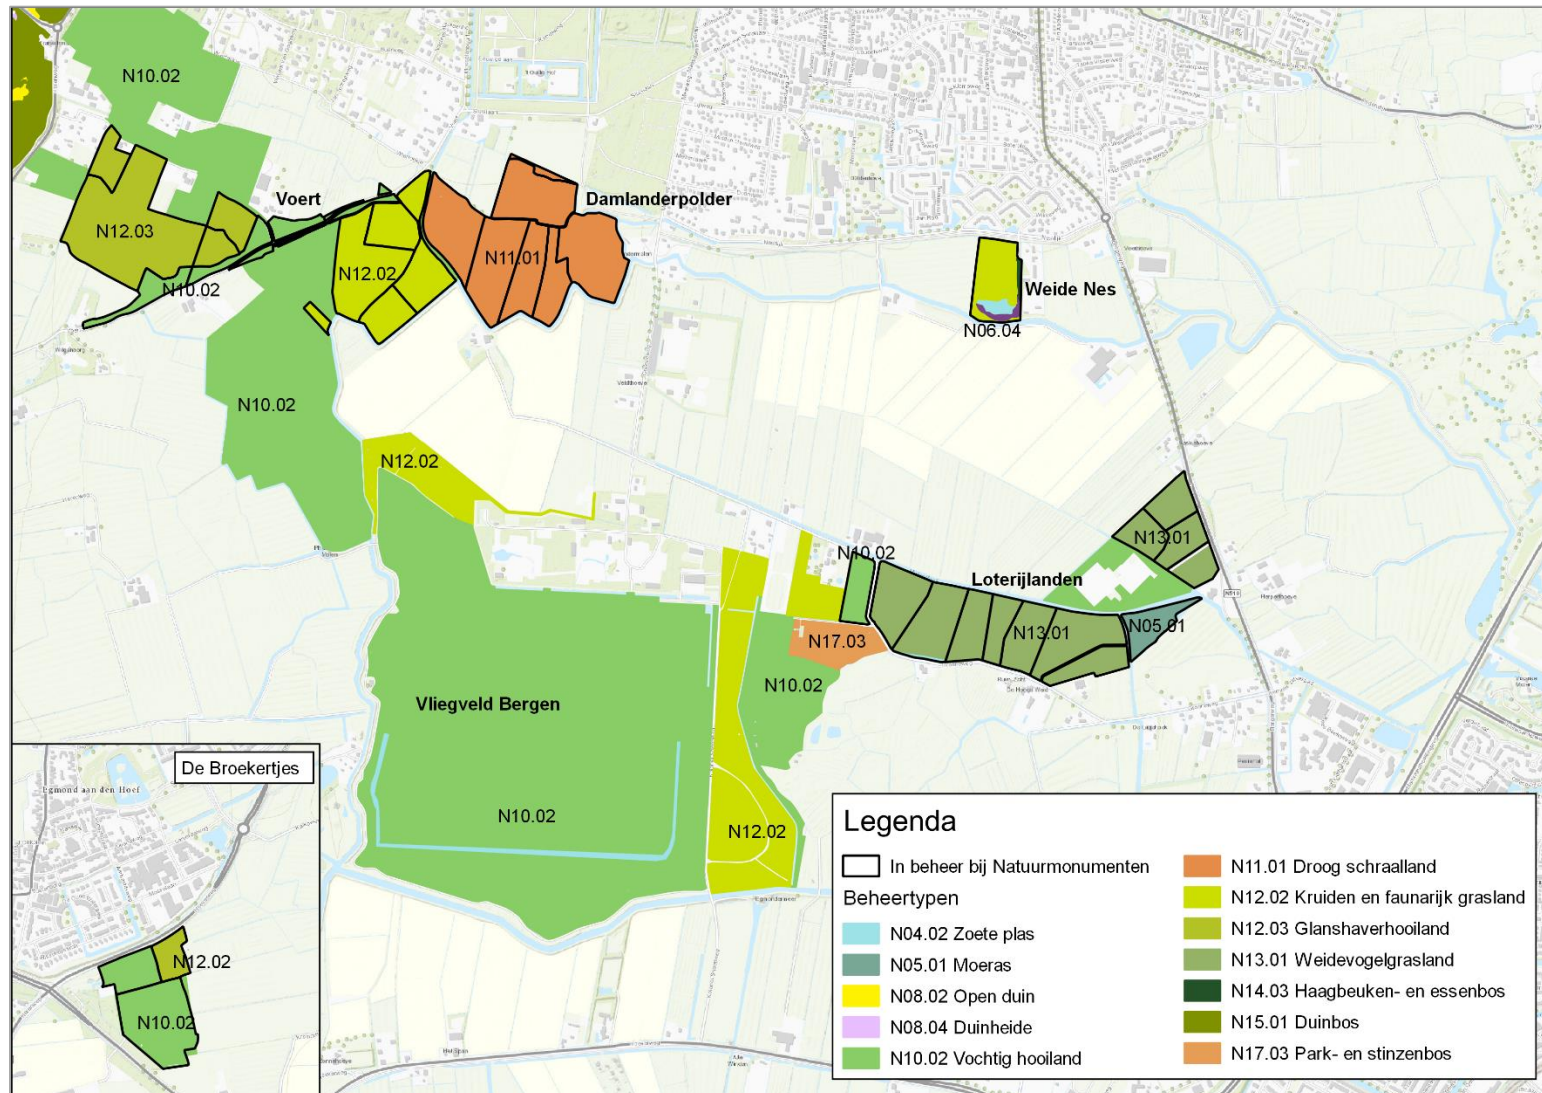 N10.02
Voert
Damlanderpolder
N12.03
N11.01
N12.02
N10.02
Weide Nes
N06.04
N10.02
N12.02
N10.02
N13.01
Loterijlanden
N13.01
N05.01
N17.03
N10.02
Vliegveld Bergen
N10.02
N12.02
De Broekertjes
Egmond aan den Hoef
N12.02
N10.02
Legenda
In beheer bij Natuurmonumenten
Beheertypen
N04.02 Zoete plas
N05.01 Moeras
N08.02 Open duin
N08.04 Duinheide
N10.02 Vochtig hooiland
N11.01 Droog schraalland
N12.02 Kruiden en faunarijk grasland
N12.03 Glanshaverhooiland
N13.01 Weidevogelgrasland
N14.03 Haagbeuken- en essenbos
N15.01 Duinbos
N17.03 Park- en stinzenbos